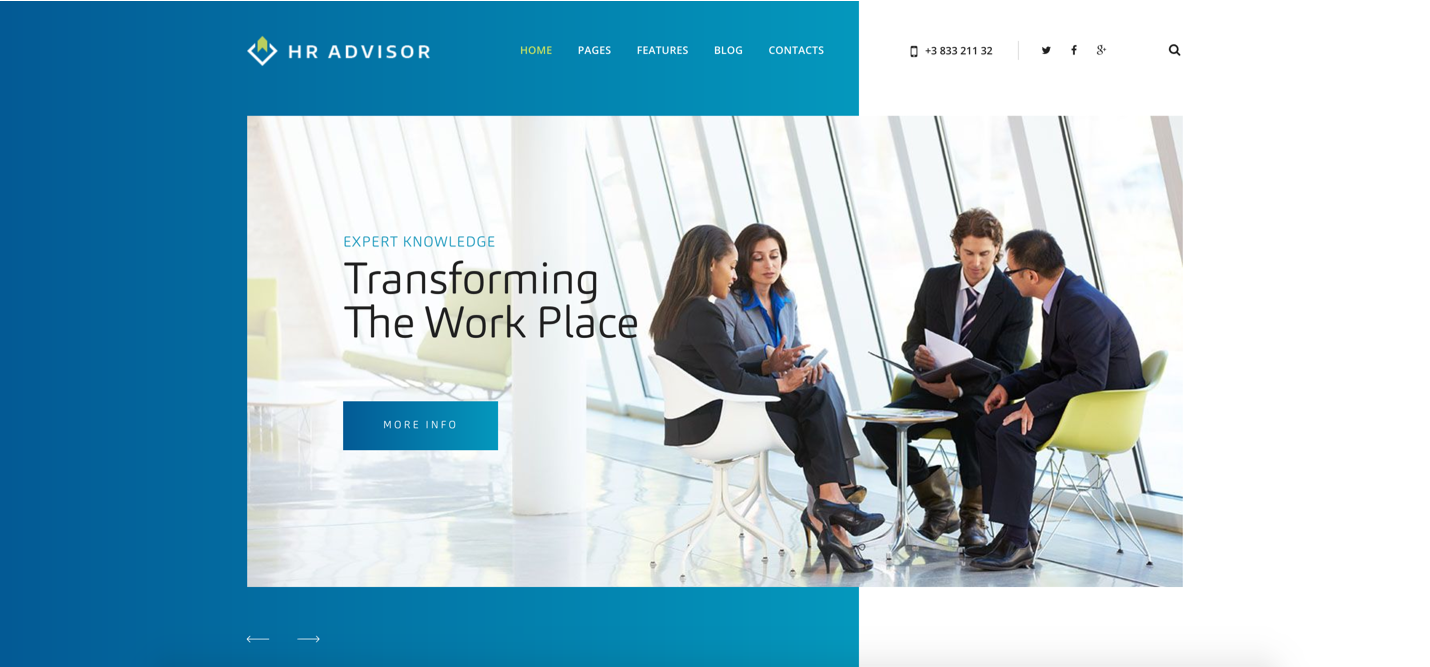 HR ADVISOR
HOME PAGES FEATURES BLOG CONTACTS
+3 833 211 32
EXPERT KNOWLEDGE
Transforming
The Work Place
MORE INFO